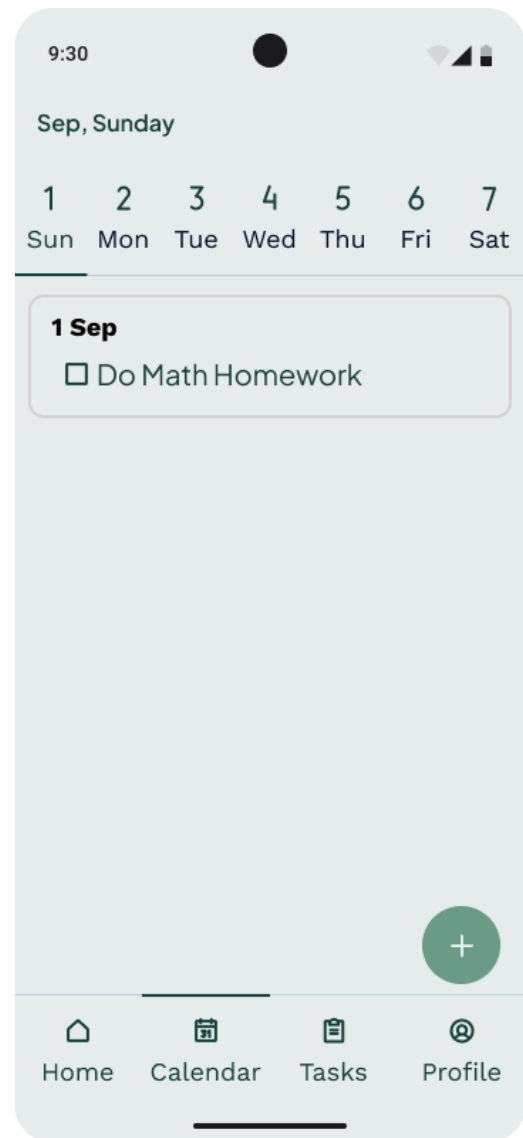 9:30
Sep, Sunday
1 2 3 4 5 6 7
Sun Mon Tue Wed Thu Fri Sat
1 Sep
Do Math Homework
+
31
Home Calendar Tasks Profile